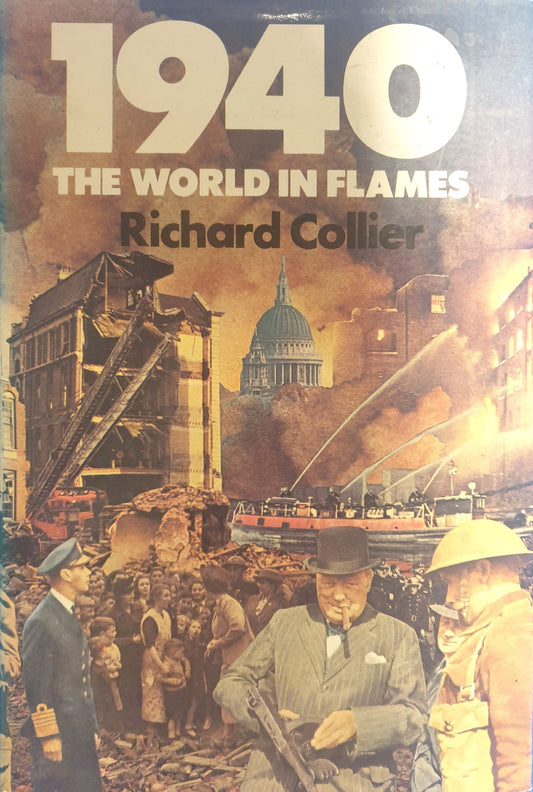 1940
THE WORLD IN FLAMES
Richard Collier